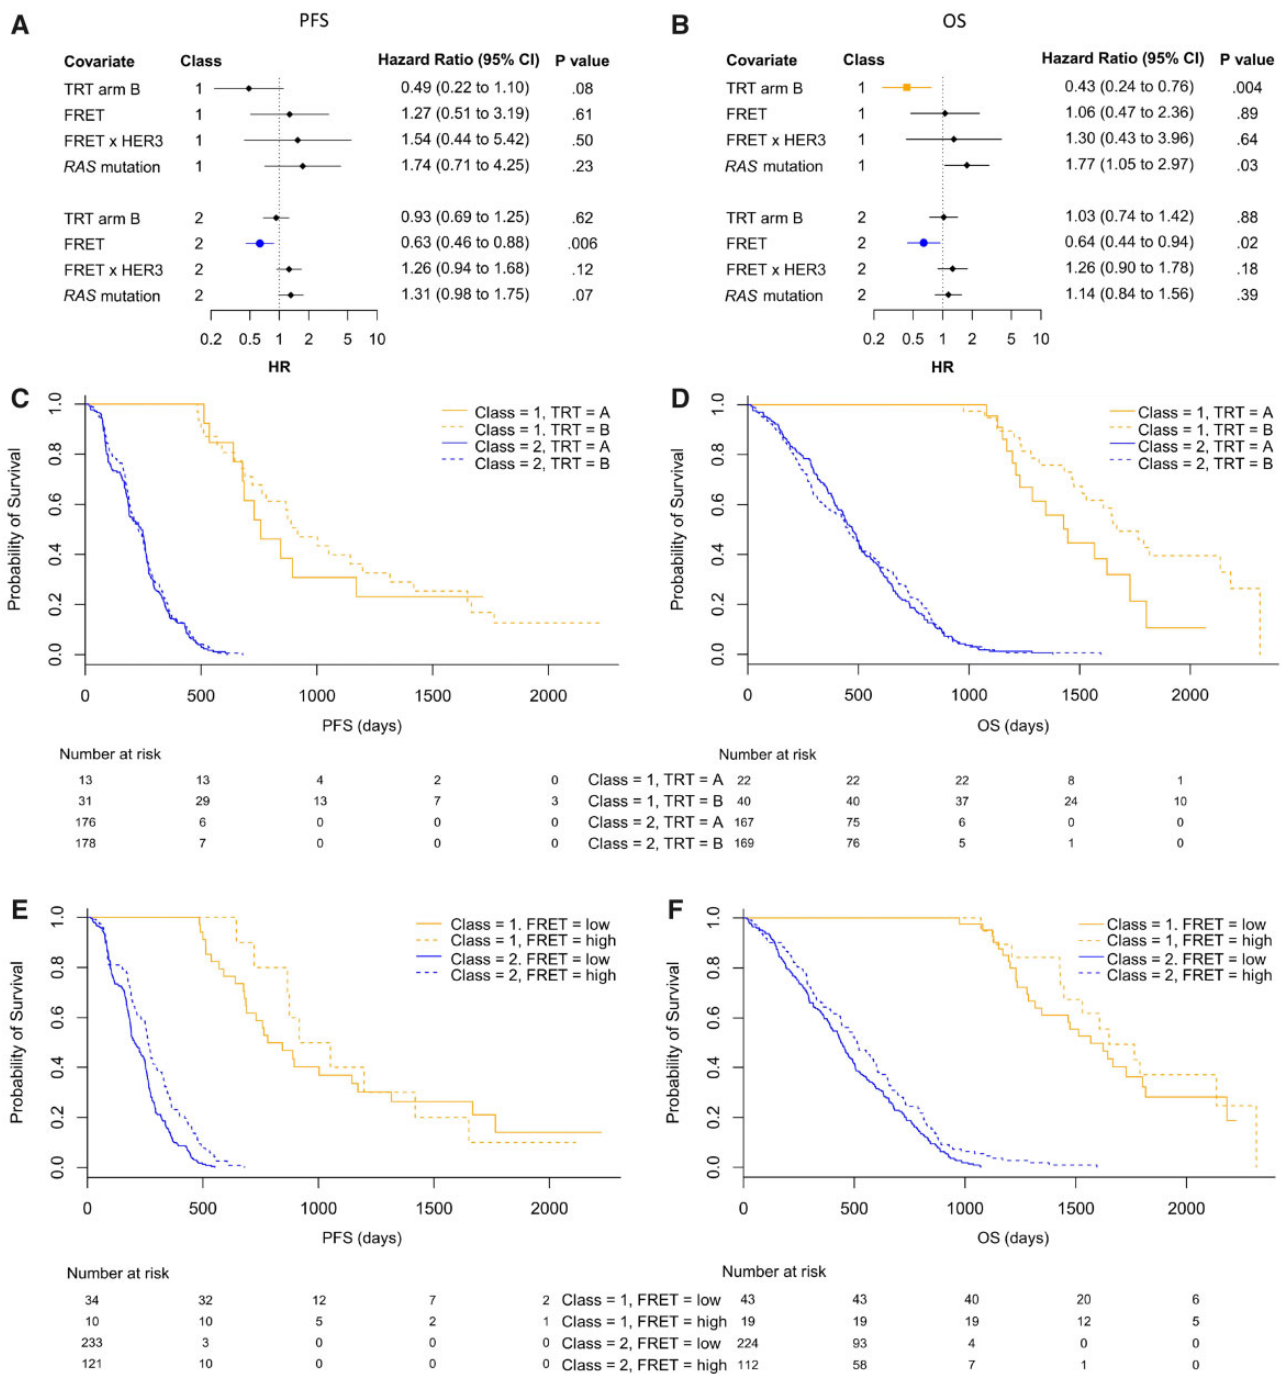 A PFS
Covariate Class Hazard Ratio (95% CI) P value
TRT arm B 1 0.49 (0.22 to 1.10) .08
FRET 1 1.27 (0.51 to 3.19) .61
FRET x HER3 1 1.54 (0.44 to 5.42) .50
RAS mutation 1 1.74 (0.71 to 4.25) .23
TRT arm B 2 0.93 (0.69 to 1.25) .62
FRET 2 0.63 (0.46 to 0.88) .006
FRET x HER3 2 1.26 (0.94 to 1.68) .12
RAS mutation 2 1.31 (0.98 to 1.75) .07
0.2 0.5 1 2 5 10
HR
B OS
Covariate Class Hazard Ratio (95% CI) P value
TRT arm B 1 0.43 (0.24 to 0.76) .004
FRET 1 1.06 (0.47 to 2.36) .89
FRET x HER3 1 1.30 (0.43 to 3.96) .64
RAS mutation 1 1.77 (1.05 to 2.97) .03
TRT arm B 2 1.03 (0.74 to 1.42) .88
FRET 2 0.64 (0.44 to 0.94) .02
FRET x HER3 2 1.26 (0.90 to 1.78) .18
RAS mutation 2 1.14 (0.84 to 1.56) .39
0.2 0.5 1 2 5 10
HR
C
Probability of Survival
1.0
0.8
0.6
0.4
0.2
0.0
Class = 1, TRT = A
Class = 1, TRT = B
Class = 2, TRT = A
Class = 2, TRT = B
0 500 1000 1500 2000
PFS (days)
D
Probability of Survival
1.0
0.8
0.6
0.4
0.2
0.0
Class = 1, TRT = A
Class = 1, TRT = B
Class = 2, TRT = A
Class = 2, TRT = B
0 500 1000 1500 2000
OS (days)
Number at risk Number at risk
13 13 4 2 0 Class = 1, TRT = A 22 22 22 8 1
31 29 13 7 3 Class = 1, TRT = B 40 40 37 24 10
176 6 0 0 0 Class = 2, TRT = A 167 75 6 0 0
178 7 0 0 0 Class = 2, TRT = B 169 76 5 1 0
E
Probability of Survival
1.0
0.8
0.6
0.4
0.2
0.0
Class = 1. FRET = low
Class = 1, FRET = high
Class = 2. FRET = low
Class = 2, FRET = high
0 500 1000 1500 2000
PFS (days)
F
Probability of Survival
1.0
0.8
0.6
0.4
0.2
0.0
Class = 1. FRET = low
Class = 1, FRET = high
Class = 2. FRET = low
Class = 2, FRET = high
0 500 1000 1500 2000
OS (days)
Number at risk Number at risk
34 32 12 7 2 Class = 1, FRET = low 43 43 40 20 6
10 10 5 2 1 Class = 1, FRET = high 19 19 19 12 5
233 3 0 0 0 Class = 2, FRET = low 224 93 4 0 0
121 10 0 0 0 Class = 2, FRET = high 112 58 7 1 0